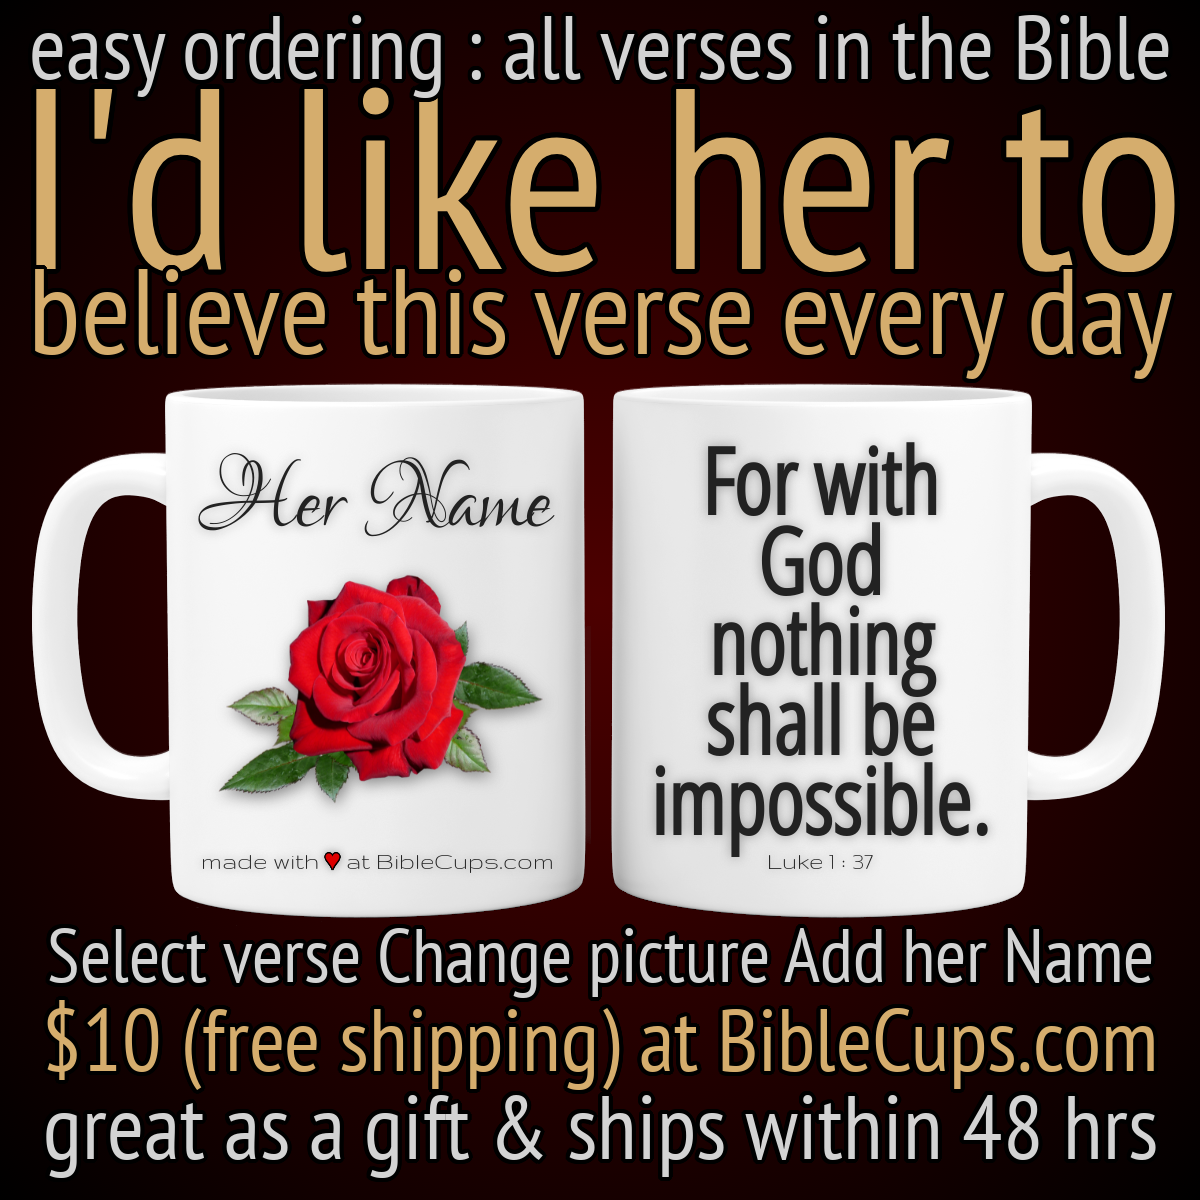 easy ordering : all verses in the Bible
I'd like her to
believe this verse every day
Her Name
made with ♥ at BibleCups.com
For with
God
nothing
shall be
impossible.
Luke 1 : 37
Select verse Change picture Add her Name
$10 (free shipping) at BibleCups.com
great as a gift & ships within 48 hrs